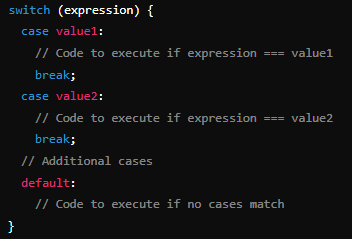 switch (expression) {
  case value1:
    // Code to execute if expression === value1
    break;
  case value2:
    // Code to execute if expression === value2
    break;
  // Additional cases
  default:
    // Code to execute if no cases match
}